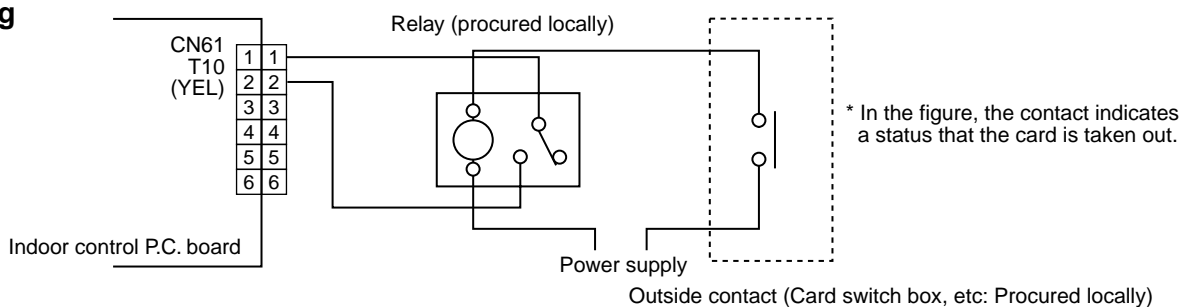 g
Relay (procured locally)
CN61
T10
(YEL)
1 1
2 2
3 3
4 4
5 5
6 6
* In the figure, the contact indicates
a status that the card is taken out.
Indoor control P.C. board
Power supply
Outside contact (Card switch box, etc: Procured locally)